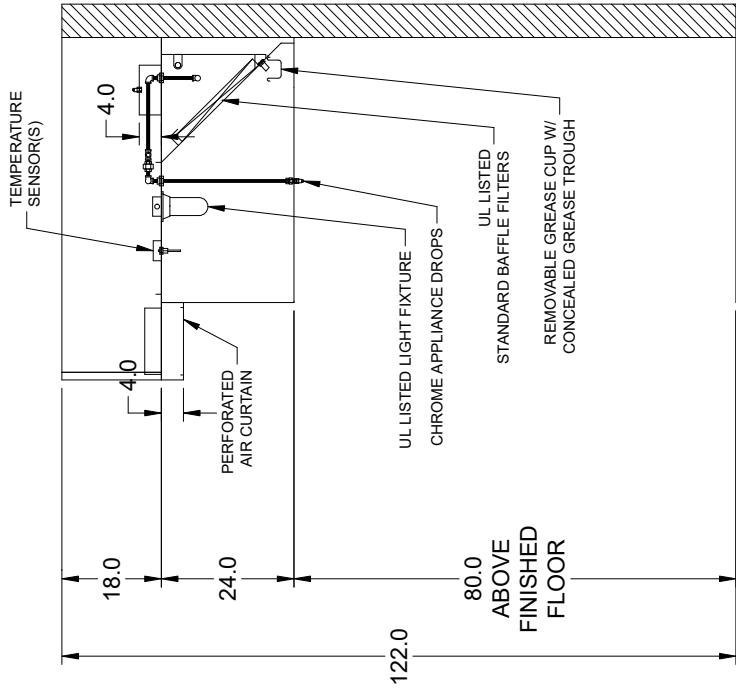 TEMPERATURE
SENSOR(S)
4.0
4.0
18.0
24.0
122.0
80.0
ABOVE
FINISHED
FLOOR
PERFORATED
AIR CURTAIN
UL LISTED LIGHT FIXTURE
CHROME APPLIANCE DROPS
UL LISTED
STANDARD BAFFLE FILTERS
REMOVABLE GREASE CUP W/
CONCEALED GREASE TROUGH